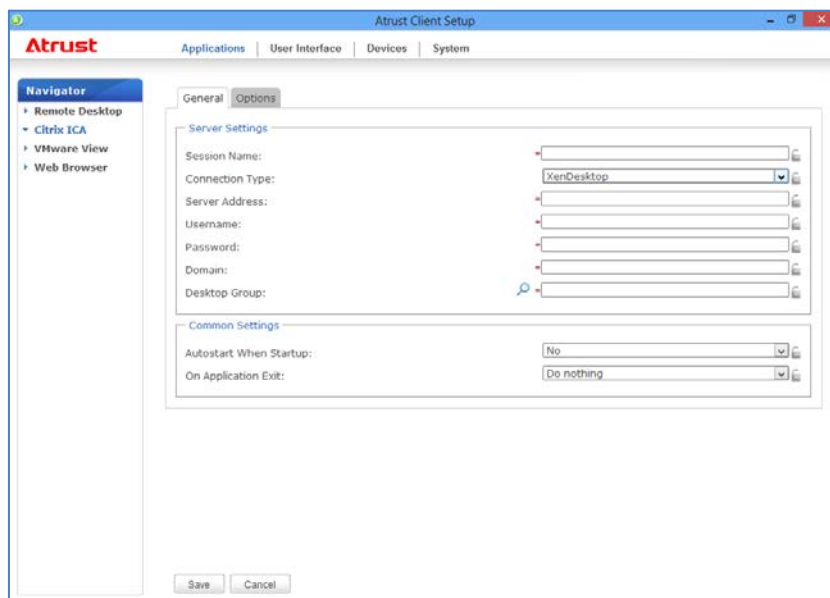 Atrust Client Setup
Atrust Applications User Interface Devices System
Navigator
Remote Desktop
Citrix ICA
VMware View
Web Browser
General Options
Server Settings
Session Name: *
Connection Type: XenDesktop
Server Address: *
Username: *
Password: *
Domain: *
Desktop Group: *
Common Settings
Autostart When Startup: No
On Application Exit: Do nothing
Save Cancel